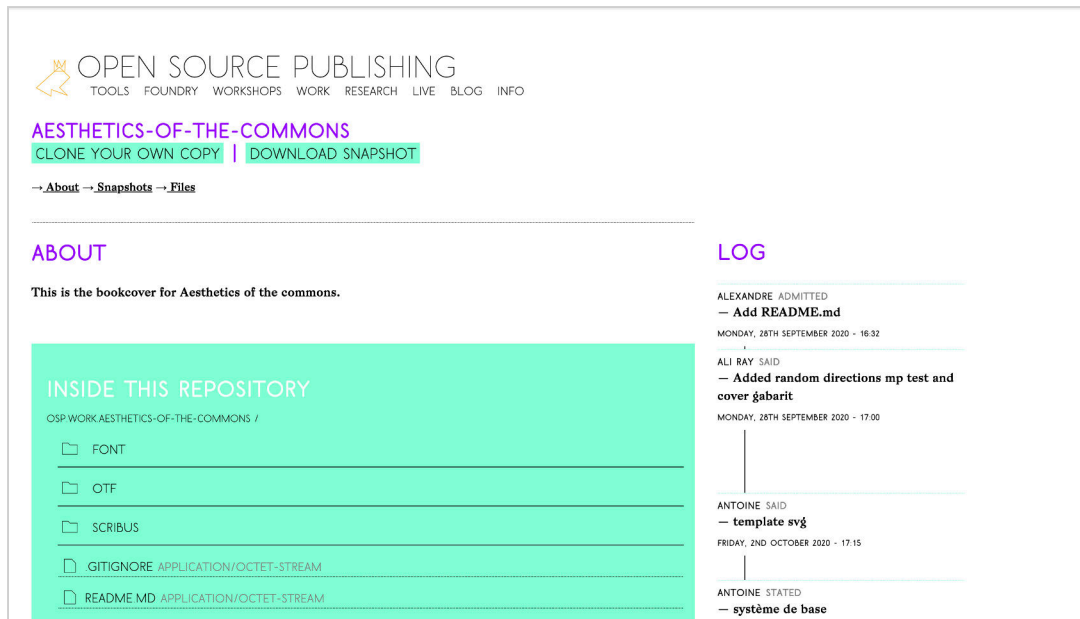 OPEN SOURCE PUBLISHING
TOOLS FOUNDRY WORKSHOPS WORK RESEARCH LIVE BLOG INFO
AESTHETICS-OF-THE-COMMONS
CLONE YOUR OWN COPY | DOWNLOAD SNAPSHOT
→ About → Snapshots → Files
ABOUT
This is the bookcover for Aesthetics of the commons.
INSIDE THIS REPOSITORY
OSP.WORK.AESTHETICS-OF-THE-COMMONS /
FONT
OTF
SCRIBUS
GITIGNORE APPLICATION/OCTET-STREAM
README.MD APPLICATION/OCTET-STREAM
LOG
ALEXANDRE ADMITTED
— Add README.md
MONDAY, 28TH SEPTEMBER 2020 - 16:32
ALI RAY SAID
— Added random directions mp test and
cover gabarit
MONDAY, 28TH SEPTEMBER 2020 - 17:00
ANTOINE SAID
— template svg
FRIDAY, 2ND OCTOBER 2020 - 17:15
ANTOINE STATED
— système de base